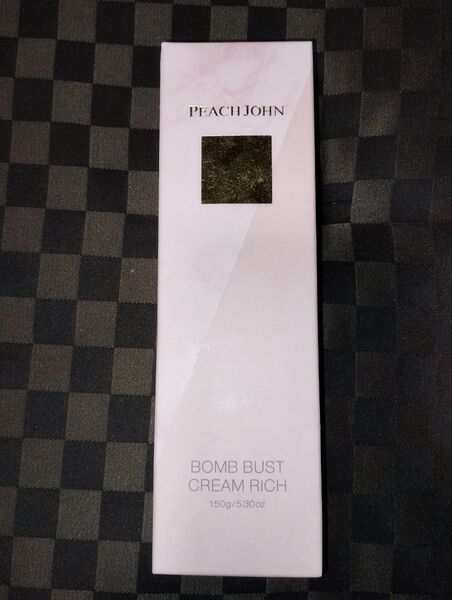 PEACH JOHN
BOMB BUST
CREAM RICH
150g/5.30oz